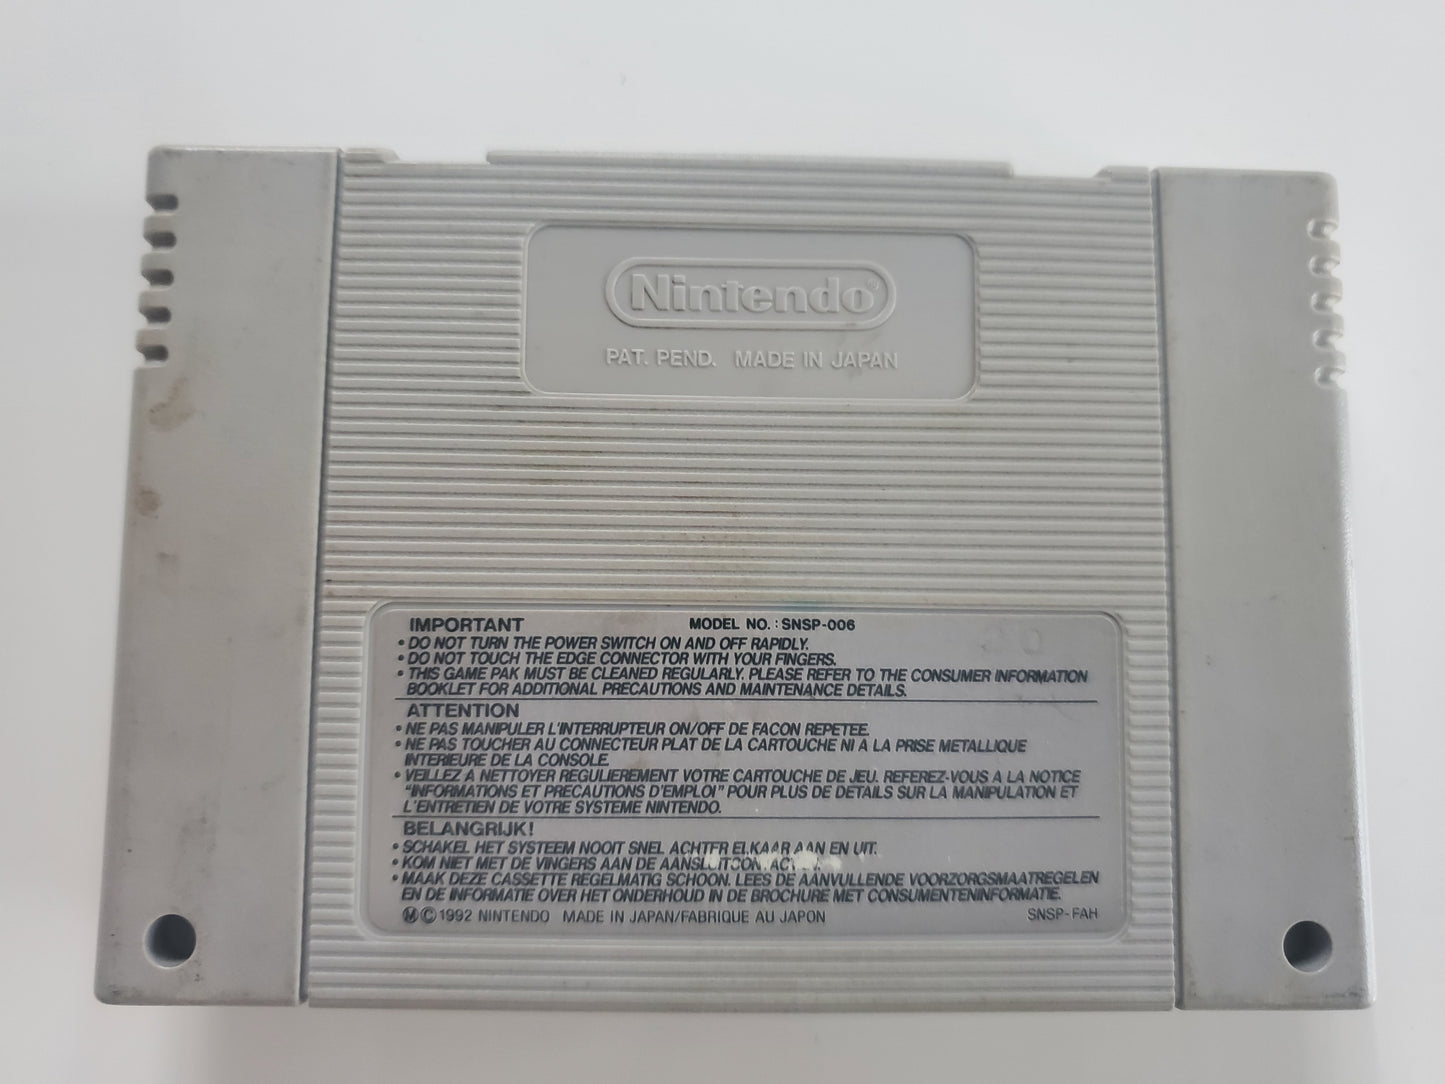 Nintendo®
PAT. PEND. MADE IN JAPAN
IMPORTANT MODEL NO. : SNSP-006
• DO NOT TURN THE POWER SWITCH ON AND OFF RAPIDLY.
• DO NOT TOUCH THE EDGE CONNECTOR WITH YOUR FINGERS.
• THIS GAME PAK MUST BE CLEANED REGULARLY. PLEASE REFER TO THE CONSUMER INFORMATION
BOOKLET FOR ADDITIONAL PRECAUTIONS AND MAINTENANCE DETAILS.
ATTENTION
• NE PAS MANIPULER L'INTERRUPTEUR ON/OFF DE FACON REPETEE.
• NE PAS TOUCHER AU CONNECTEUR PLAT DE LA CARTOUCHE NI A LA PRISE METALLIQUE
INTERIEURE DE LA CONSOLE.
• VEILLEZ A NETTOYER REGULIEREMENT VOTRE CARTOUCHE DE JEU. REFEREZ-VOUS A LA NOTICE
"INFORMATIONS ET PRECAUTIONS D'EMPLOI" POUR PLUS DE DETAILS SUR LA MANIPULATION ET
L'ENTRETIEN DE VOTRE SYSTEME NINTENDO.
BELANGRIJK!
• SCHAKEL HET SYSTEEM NOOIT SNEL ACHTER ELKAAR AAN EN UIT.
• KOM NIET MET DE VINGERS AAN DE AANSLUITCONTACTEN.
• MAAK DEZE CASSETTE REGELMATIG SCHOON. LEES DE AANVULLENDE VOORZORGSMAATREGELEN
EN DE INFORMATIE OVER HET ONDERHOUD IN DE BROCHURE MET CONSUMENTENINFORMATIE.
Ⓜ©1992 NINTENDO MADE IN JAPAN/FABRIQUE AU JAPON SNSP-FAH